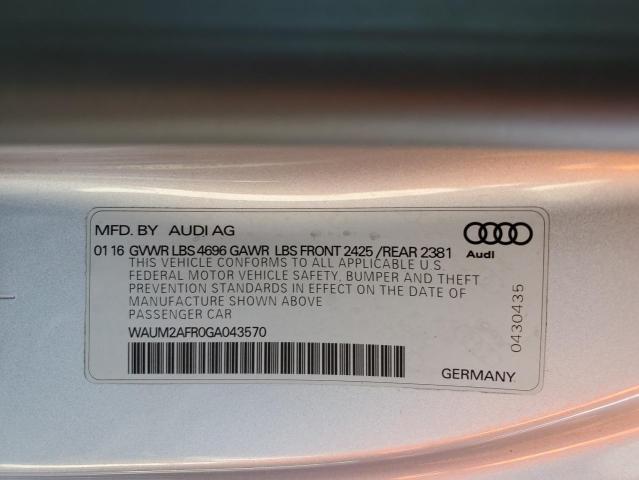 MFD. BY AUDI AG
01 16 GVWR LBS 4696 GAWR LBS FRONT 2425 /REAR 2381
THIS VEHICLE CONFORMS TO ALL APPLICABLE U.S.
FEDERAL MOTOR VEHICLE SAFETY, BUMPER AND THEFT
PREVENTION STANDARDS IN EFFECT ON THE DATE OF
MANUFACTURE SHOWN ABOVE
PASSENGER CAR
WAUM2AFR0GA043570
Audi
0430435
GERMANY